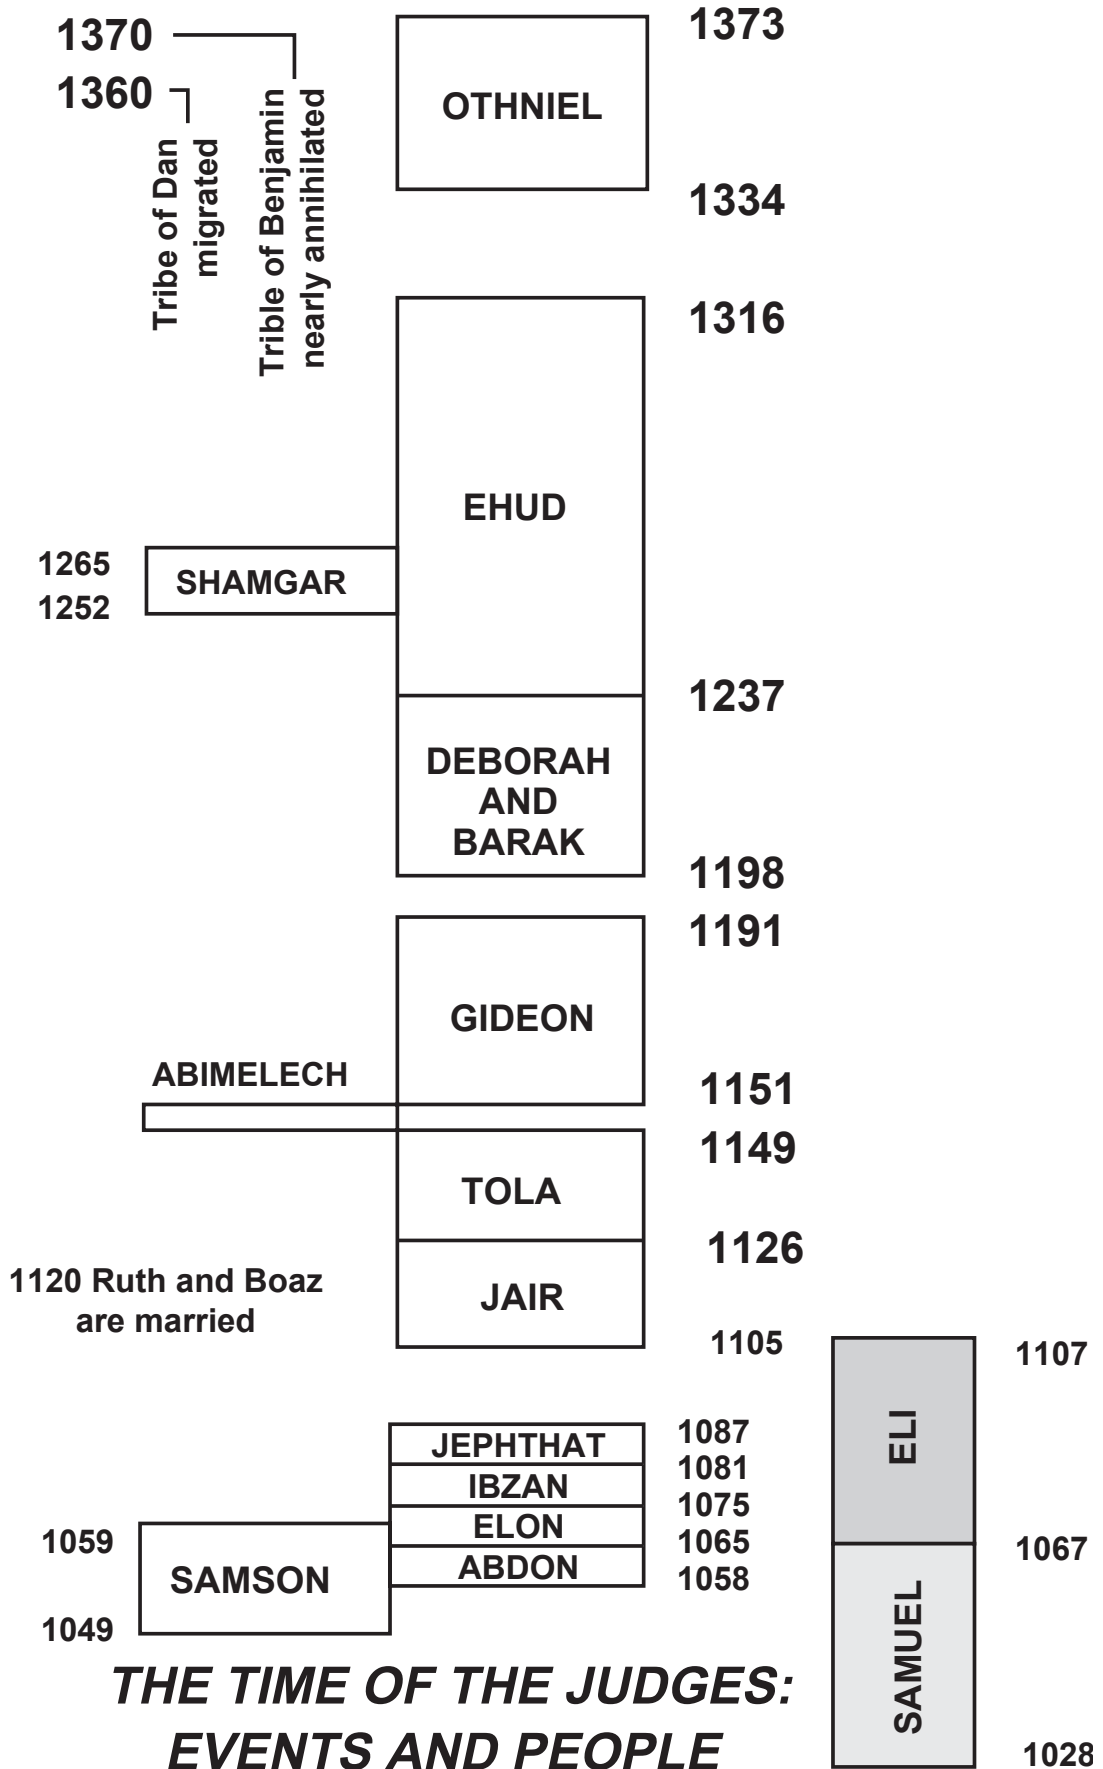 1370
1373
1360
OTHNIEL
Tribe of Dan
migrated
Trible of Benjamin
nearly annihilated
1334
1316
EHUD
1265
SHAMGAR
1252
1237
DEBORAH
AND
BARAK
1198
1191
GIDEON
ABIMELECH
1151
1149
TOLA
1126
1120 Ruth and Boaz
are married
JAIR
1105
1107
ELI
JEPHTHAT
1087
IBZAN
1081
ELON
1075
1059
1065
ABDON
1058
SAMSON
1067
1049
SAMUEL
1028
THE TIME OF THE JUDGES:
EVENTS AND PEOPLE